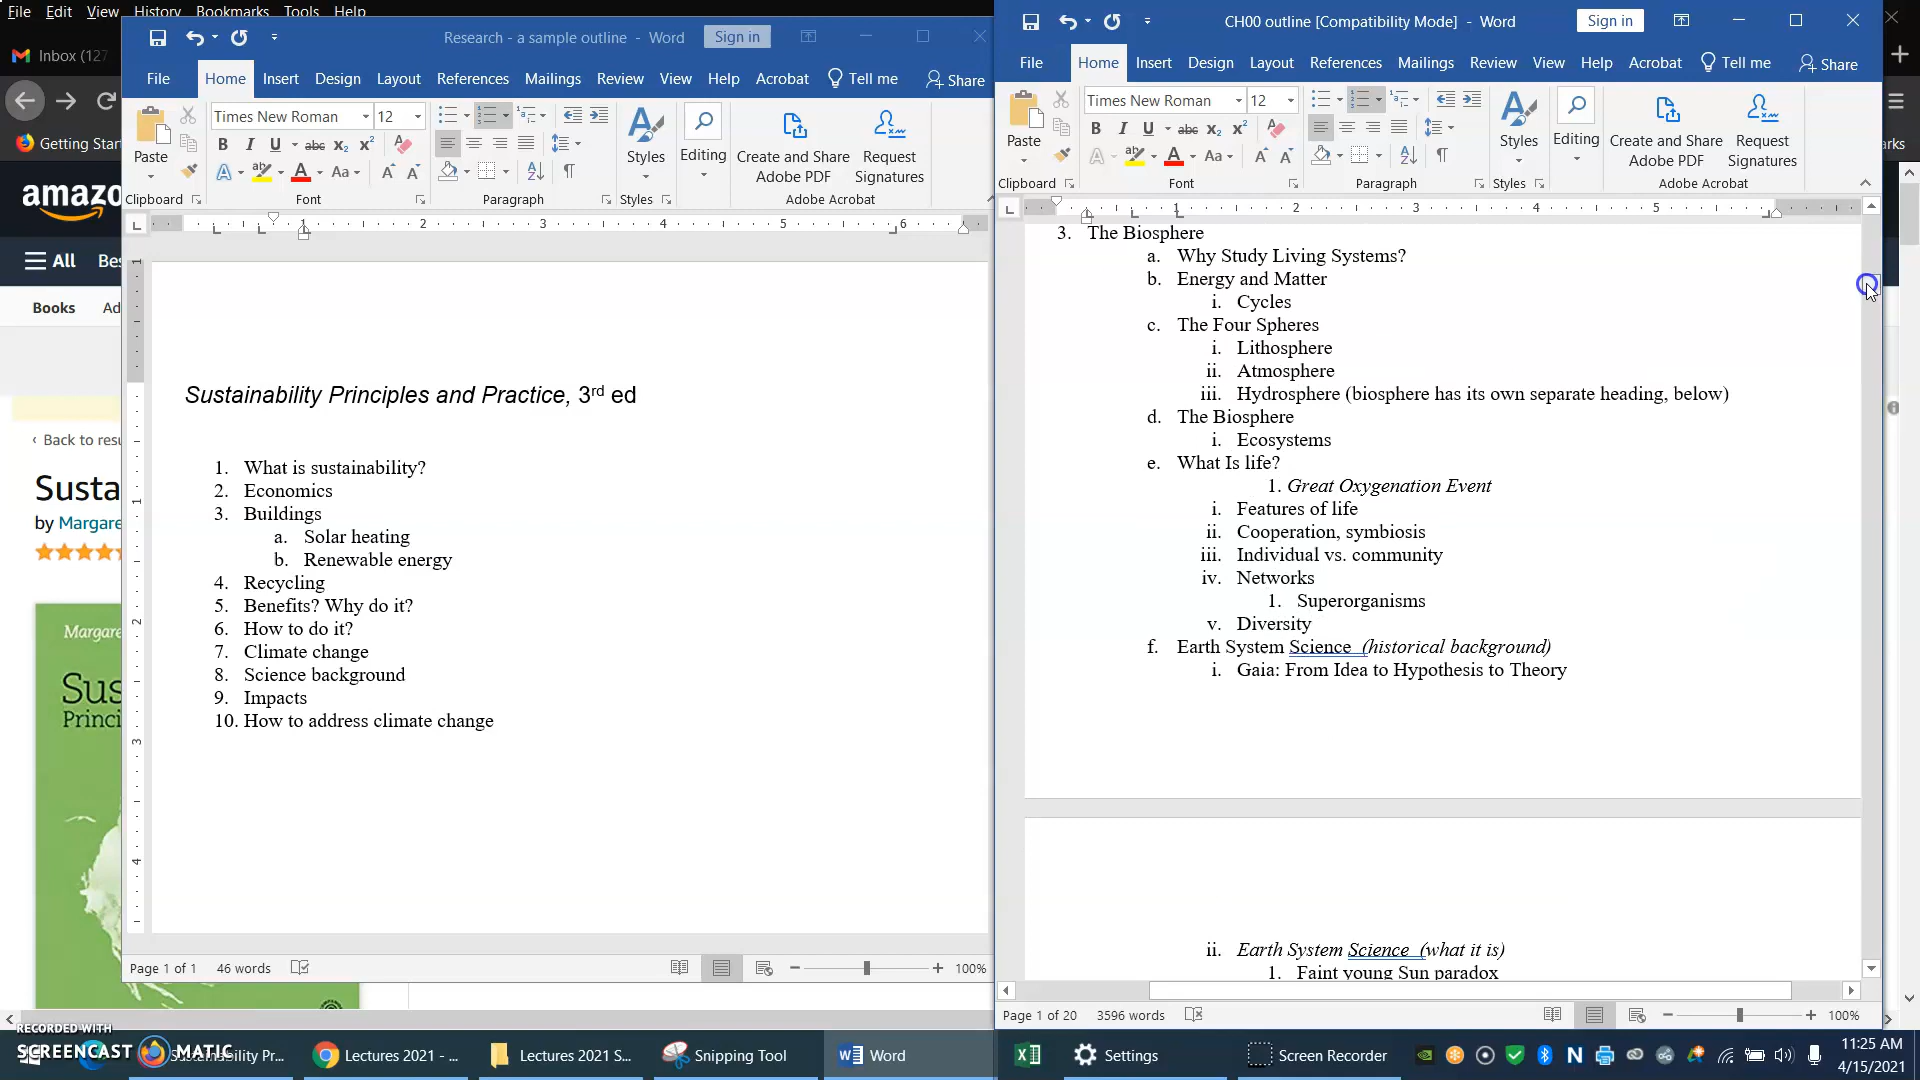 File Edit View History Bookmarks Tools Help
Inbox (127
Getting Start
amazo
All Bes
Books Ad
Back to resu
Susta
by Margare
Margare
Sus
Princi
Research - a sample outline - Word Sign in
File Home Insert Design Layout References Mailings Review View Help Acrobat Tell me Share
Times New Roman 12
Paste Styles Editing Create and Share Adobe PDF Request Signatures
Clipboard Font Paragraph Styles Adobe Acrobat
Sustainability Principles and Practice, 3rd ed
1. What is sustainability?
2. Economics
3. Buildings
a. Solar heating
b. Renewable energy
4. Recycling
5. Benefits? Why do it?
6. How to do it?
7. Climate change
8. Science background
9. Impacts
10. How to address climate change
Page 1 of 1 46 words 100%
CH00 outline [Compatibility Mode] - Word Sign in
File Home Insert Design Layout References Mailings Review View Help Acrobat Tell me Share
Times New Roman 12
Paste Styles Editing Create and Share Adobe PDF Request Signatures
Clipboard Font Paragraph Styles Adobe Acrobat
3. The Biosphere
a. Why Study Living Systems?
b. Energy and Matter
i. Cycles
c. The Four Spheres
i. Lithosphere
ii. Atmosphere
iii. Hydrosphere (biosphere has its own separate heading, below)
d. The Biosphere
i. Ecosystems
e. What Is life?
1. Great Oxygenation Event
i. Features of life
ii. Cooperation, symbiosis
iii. Individual vs. community
iv. Networks
1. Superorganisms
v. Diversity
f. Earth System Science (historical background)
i. Gaia: From Idea to Hypothesis to Theory
ii. Earth System Science (what it is)
1. Faint young Sun paradox
Page 1 of 20 3596 words 100%
arks
RECORDED WITH
SCREENCAST MATIC
Sustainability Pr... Lectures 2021 - ... Lectures 2021 S... Snipping Tool Word Settings Screen Recorder
11:25 AM
4/15/2021